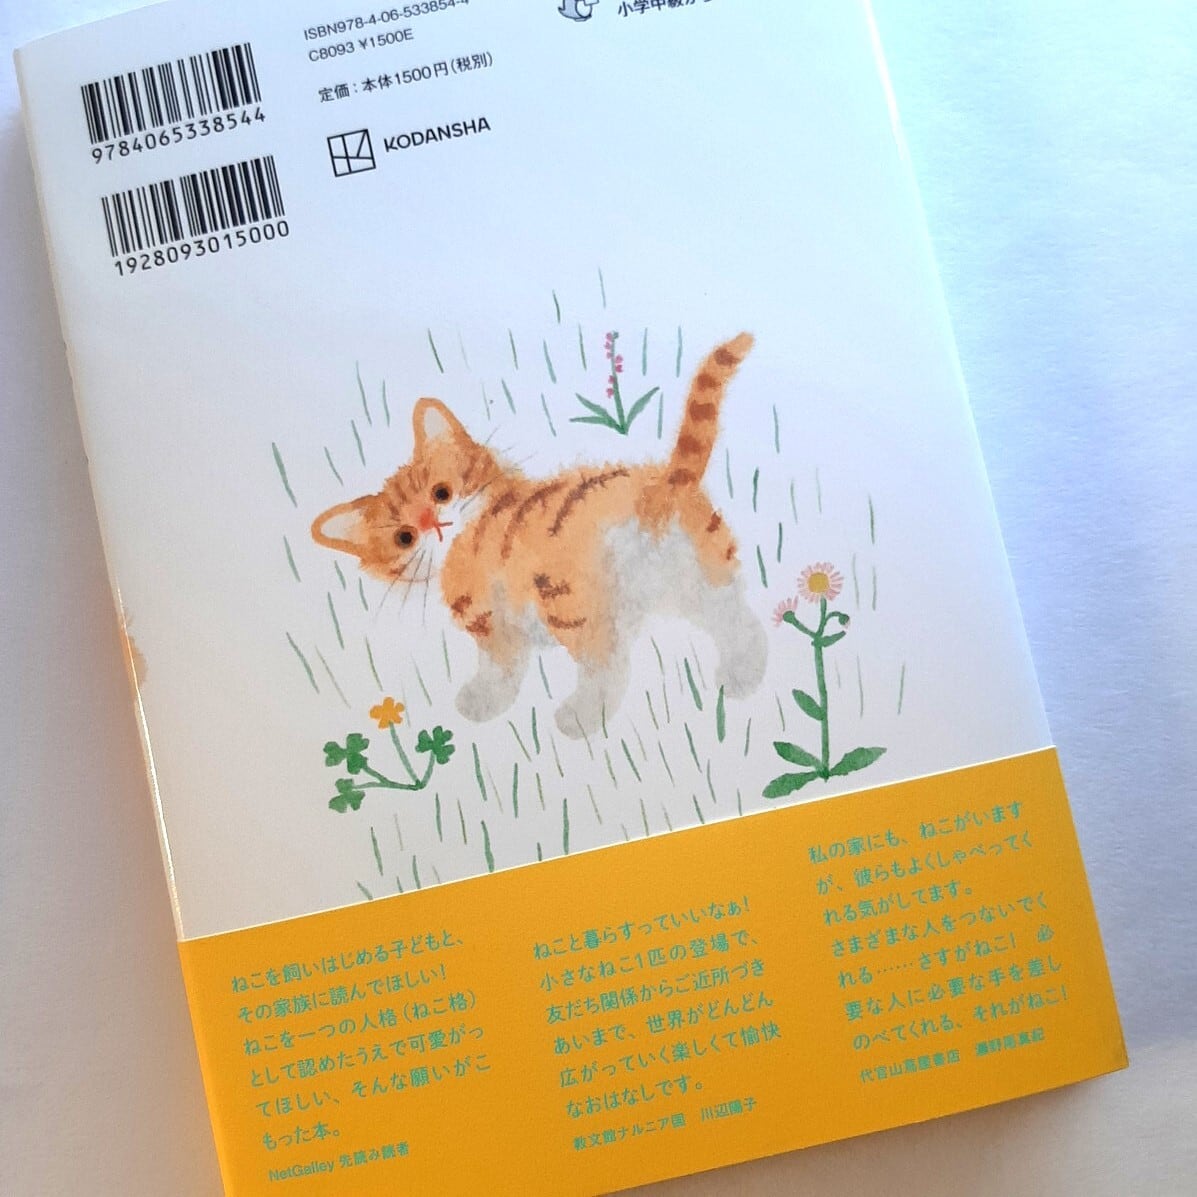 ISBN978-4-06-533854-4
C8093 ¥1500E
定価：本体1500円（税別）
小学中級から
9784065338544
KODANSHA
1928093015000
ねこを飼いはじめる子どもと、
その家族に読んでほしい！
ねこを一つの人格（ねこ格）
として認めたうえで可愛がっ
てほしい、そんな願いがこ
もった本。
NetGalley 先読み読者
ねこと暮らすっていいなぁ！
小さなねこ1匹の登場で、
友だち関係からご近所づき
あいまで、世界がどんどん
広がっていく楽しくて愉快
なおはなしです。
教文館ナルニア国　川辺陽子
私の家にも、ねこがいます
が、彼らもよくしゃべってく
れる気がしてます。
さまざまな人をつないでく
れる……さすがねこ！ 必
要な人に必要な手を差し
のべてくれる、それがねこ！
代官山蔦屋書店　瀬野尾真紀